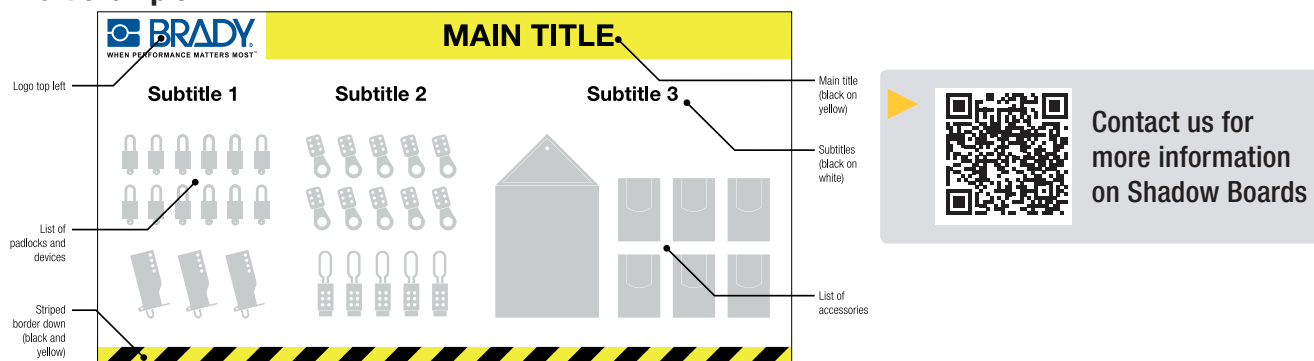 BRADY.
WHEN PERFORMANCE MATTERS MOST™
MAIN TITLE
Logo top left
Subtitle 1
Subtitle 2
Subtitle 3
Main title
(black on
yellow)
Subtitles
(black on
white)
List of
padlocks and
devices
Striped
border down
(black and
yellow)
List of
accessories
Contact us for
more information
on Shadow Boards